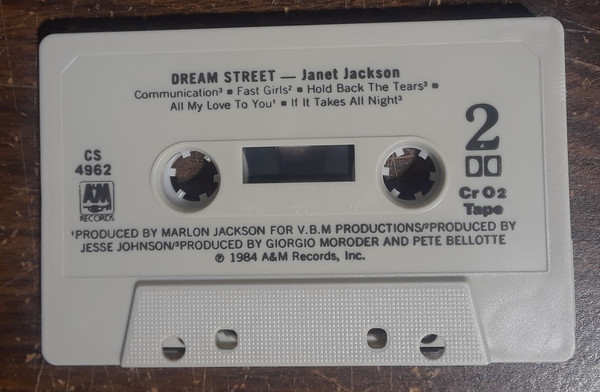 DREAM STREET — Janet Jackson
Communication³ ■ Fast Girls² ■ Hold Back The Tears³ ■
All My Love To You¹ ■ If It Takes All Night³
CS
4962
A&M
RECORDS
2
Cr O2
Tape
¹PRODUCED BY MARLON JACKSON FOR V.B.M PRODUCTIONS/²PRODUCED BY
JESSE JOHNSON/³PRODUCED BY GIORGIO MORODER AND PETE BELLOTTE
℗ 1984 A&M Records, Inc.